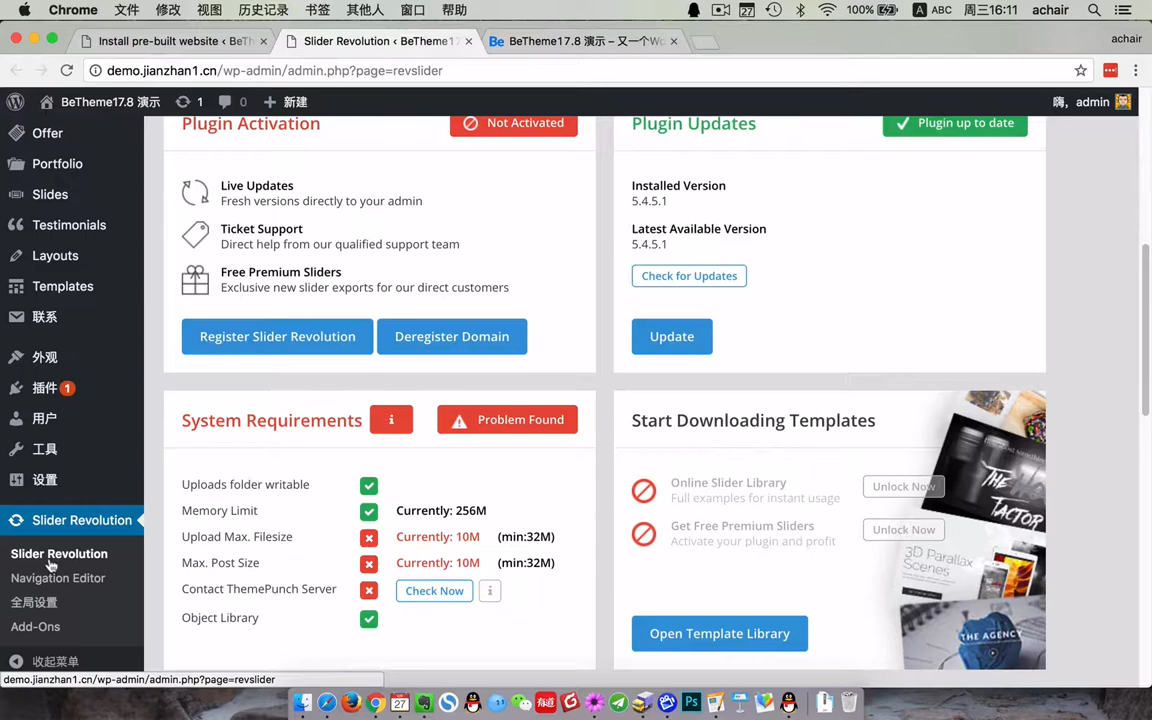 Chrome 文件 修改 视图 历史记录 书签 其他人 窗口 帮助 27 100% A ABC 周三16:11 achair
Install pre-built website ‹ BeTh × Slider Revolution ‹ BeTheme1 × Be BeTheme17.8 演示 – 又一个Wo × achair
demo.jianzhan1.cn/wp-admin/admin.php?page=revslider
BeTheme17.8 演示 1 0 新建 嗨, admin
Offer
Portfolio
Slides
Testimonials
Layouts
Templates
联系
外观
插件 1
用户
工具
设置
Slider Revolution
Slider Revolution
Navigation Editor
全局设置
Add-Ons
收起菜单
Plugin Activation Not Activated
Live Updates
Fresh versions directly to your admin
Ticket Support
Direct help from our qualified support team
Free Premium Sliders
Exclusive new slider exports for our direct customers
Register Slider Revolution Deregister Domain
Plugin Updates Plugin up to date
Installed Version
5.4.5.1
Latest Available Version
5.4.5.1
Check for Updates
Update
System Requirements i Problem Found
Uploads folder writable
Memory Limit Currently: 256M
Upload Max. Filesize Currently: 10M (min:32M)
Max. Post Size Currently: 10M (min:32M)
Contact ThemePunch Server Check Now i
Object Library
Start Downloading Templates
Online Slider Library Unlock Now
Full examples for instant usage
Get Free Premium Sliders Unlock Now
Activate your plugin and profit
Open Template Library
THE
TACTOR
3D Parallax
Scenes
THE AGENCY
demo.jianzhan1.cn/wp-admin/admin.php?page=revslider
27 有道 Ps